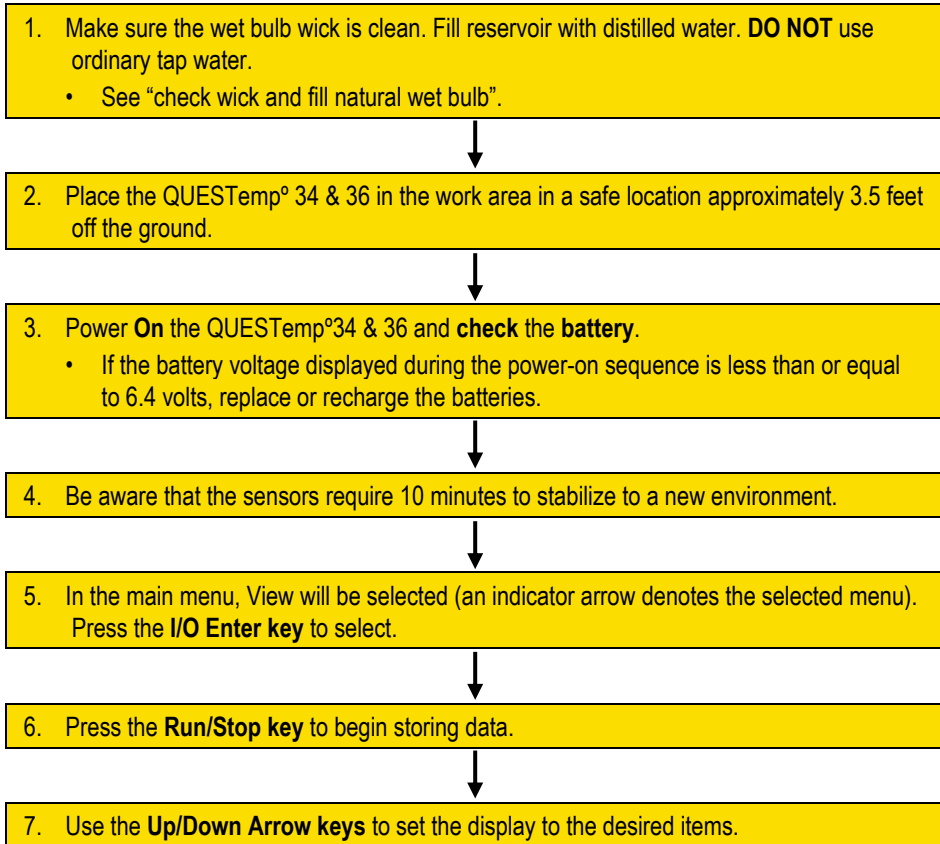 1. Make sure the wet bulb wick is clean. Fill reservoir with distilled water. DO NOT use
ordinary tap water.
• See “check wick and fill natural wet bulb”.
2. Place the QUESTempº 34 & 36 in the work area in a safe location approximately 3.5 feet
off the ground.
3. Power On the QUESTempº34 & 36 and check the battery.
• If the battery voltage displayed during the power-on sequence is less than or equal
to 6.4 volts, replace or recharge the batteries.
4. Be aware that the sensors require 10 minutes to stabilize to a new environment.
5. In the main menu, View will be selected (an indicator arrow denotes the selected menu).
Press the I/O Enter key to select.
6. Press the Run/Stop key to begin storing data.
7. Use the Up/Down Arrow keys to set the display to the desired items.